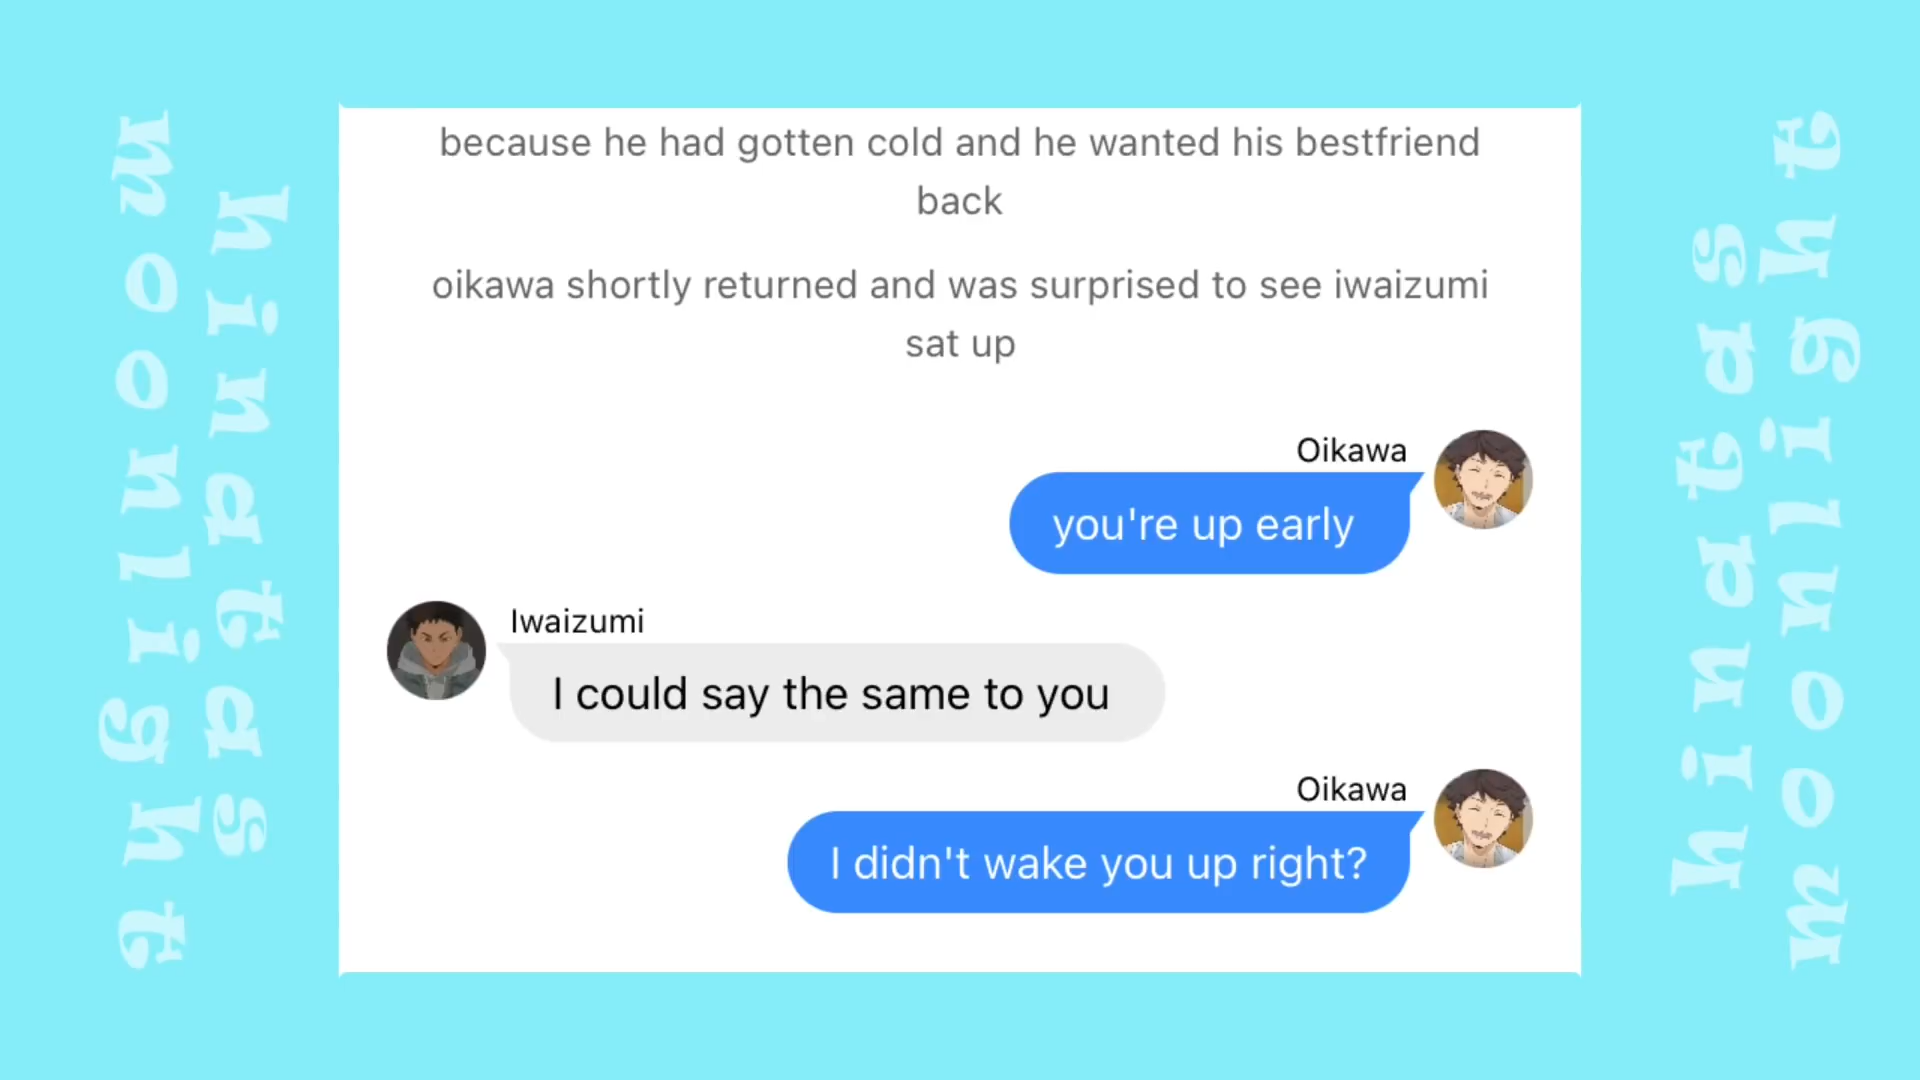 because he had gotten cold and he wanted his bestfriend
back
oikawa shortly returned and was surprised to see iwaizumi
sat up
Oikawa
you're up early
Iwaizumi
I could say the same to you
Oikawa
I didn't wake you up right?
hinatas
moonlight
hinatas
moonlight